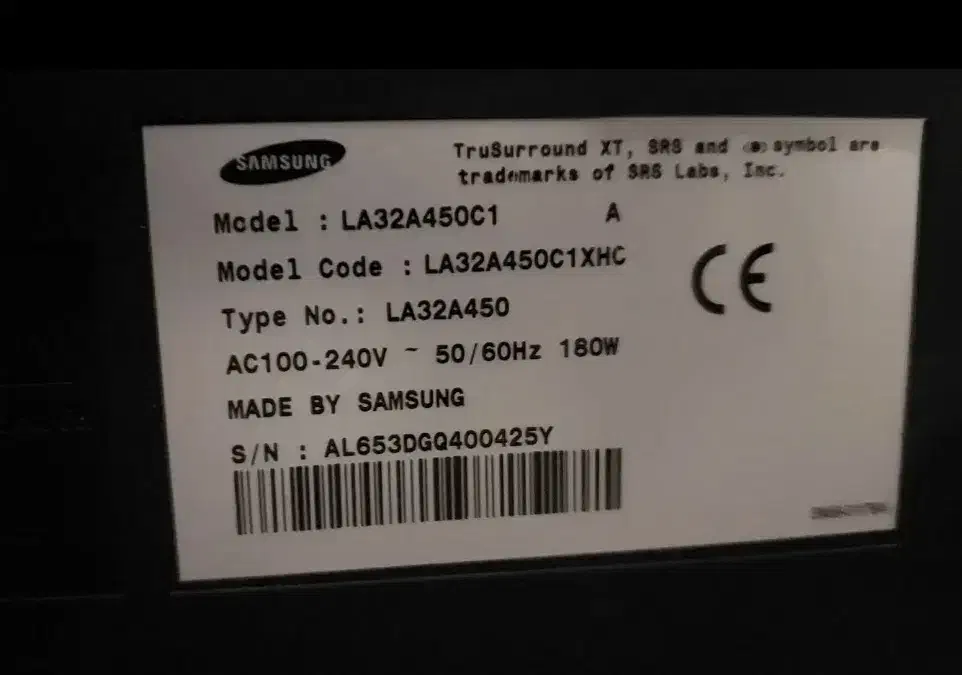 SAMSUNG
TruSurround XT, SRS and (●) symbol are
trademarks of SRS Labs, Inc.
Model : LA32A450C1 A
Model Code : LA32A450C1XHC
Type No.: LA32A450
AC100-240V ~ 50/60Hz 180W
MADE BY SAMSUNG
S/N : AL653DGQ400425Y
CE